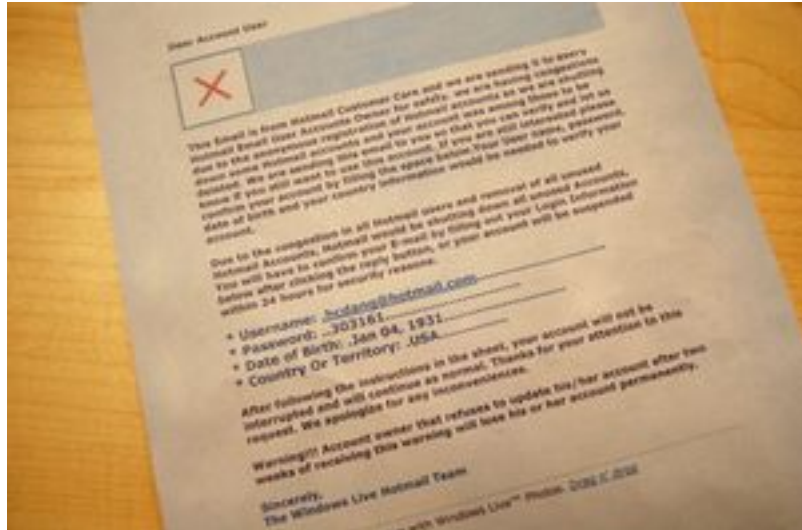 Dear Account User
This Email is from Hotmail Customer Care and we are sending it to every
Hotmail Email User Accounts Owner for safety. we are having congestions
due to the anonymous registration of Hotmail accounts so we are shutting
down some Hotmail accounts and your account was among those to be
deleted. We are sending this email to you so that you can verify and let us
know if you still want to use this account. If you are still interested please
confirm your account by filling the space below.Your User name, password,
date of birth and your country information would be needed to verify your
account.
Due to the congestion in all Hotmail users and removal of all unused
Hotmail Accounts, Hotmail would be shutting down all unused Accounts,
You will have to confirm your E-mail by filling out your Login Information
below after clicking the reply button, or your account will be suspended
within 24 hours for security reasons.
* Username: .hcdang@hotmail.com
* Password: ..303161
* Date of Birth: .Jan 04, 1931
* Country Or Territory: .USA
After following the instructions in the sheet, your account will not be
interrupted and will continue as normal. Thanks for your attention to this
request. We apologize for any inconveniences.
Warning!!! Account owner that refuses to update his/her account after two
weeks of receiving this warning will lose his or her account permanently.
Sincerely,
The Windows Live Hotmail Team
with Windows Live™ Photos. Drag n' drop